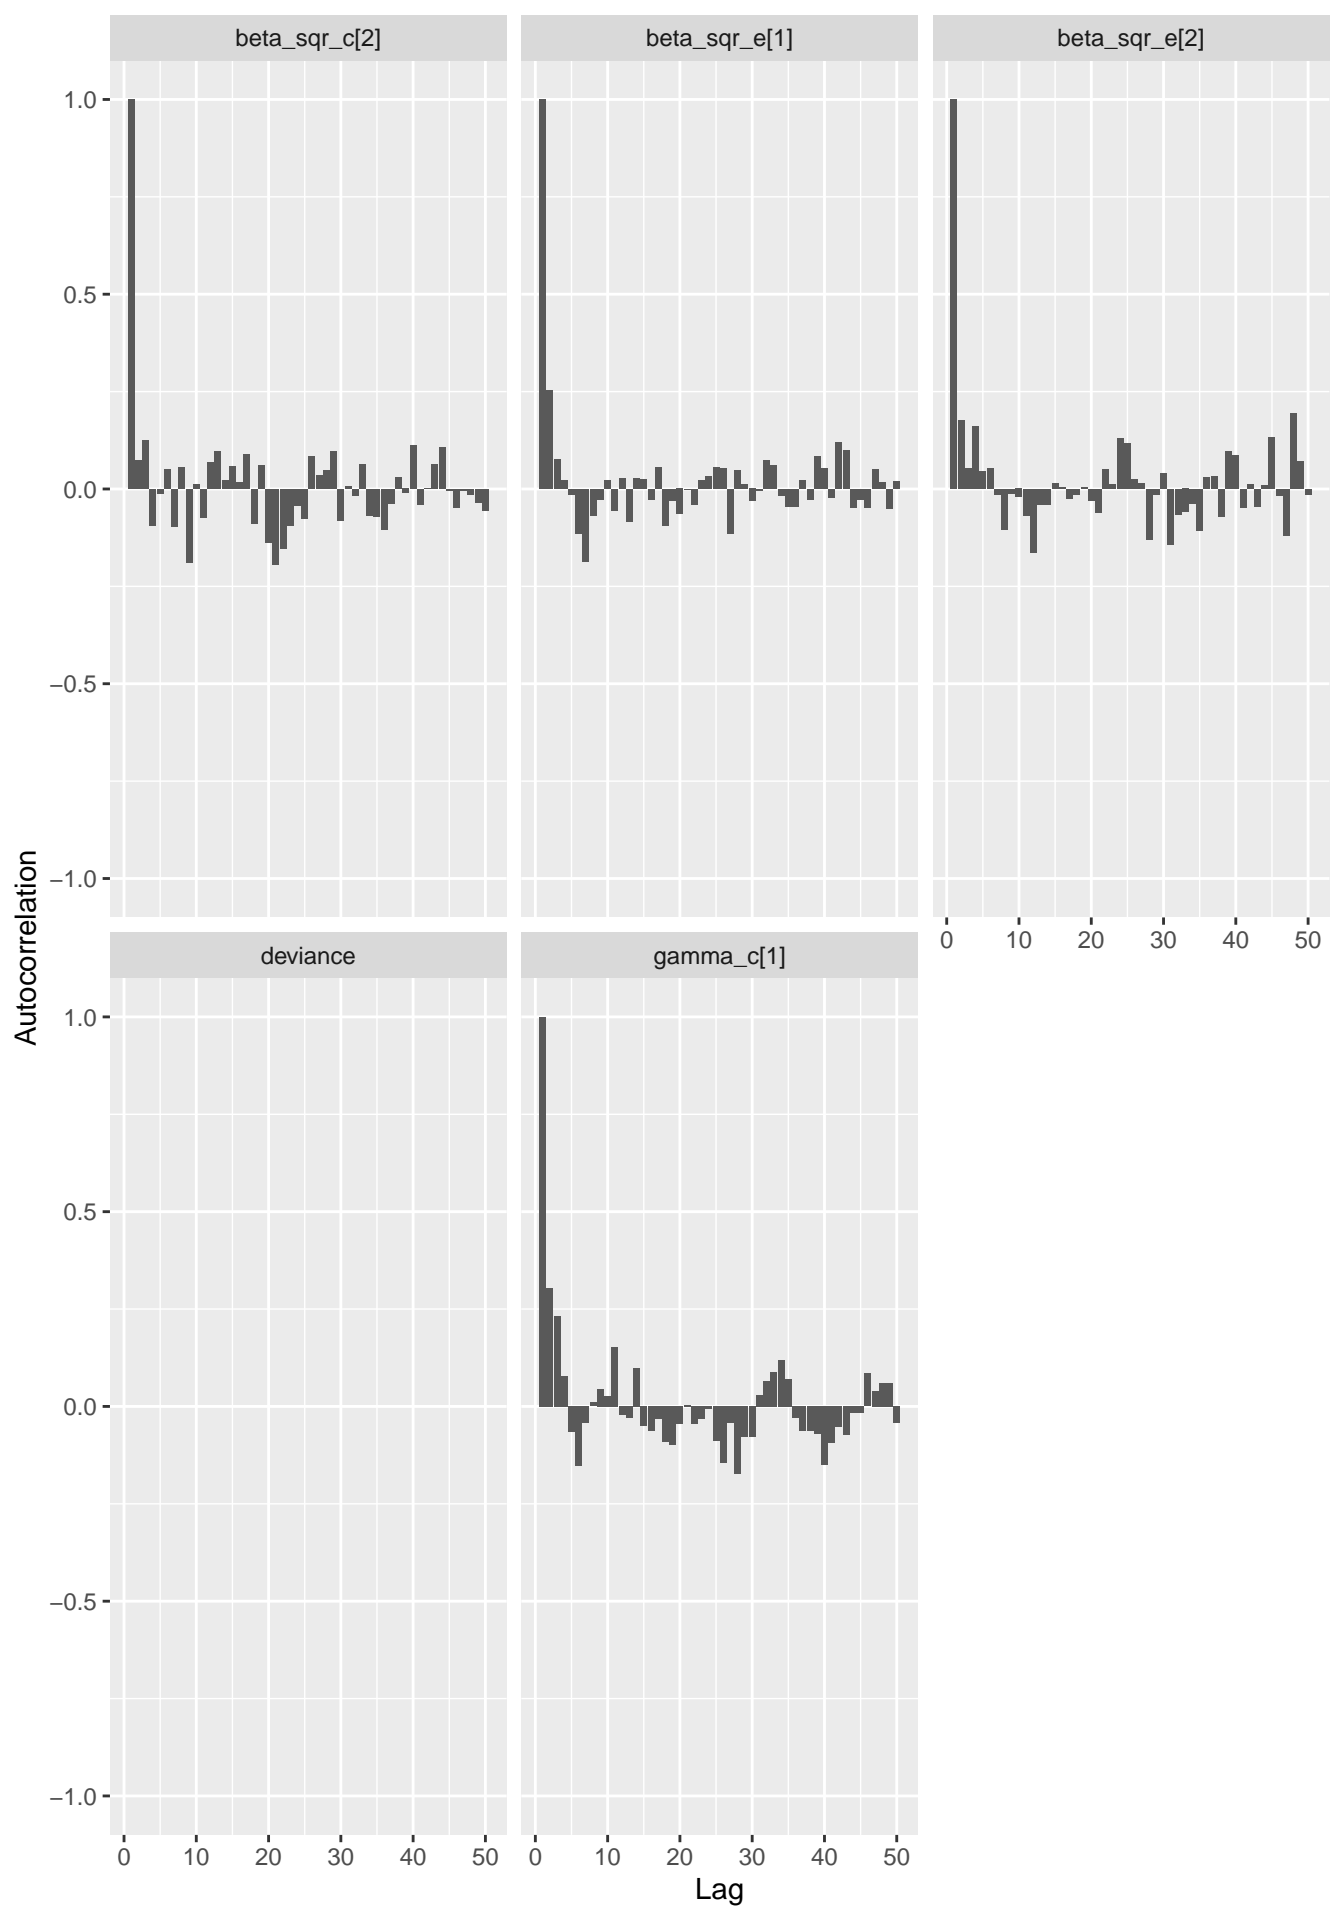 beta_sqr_c[2] beta_sqr_e[1] beta_sqr_e[2]
1.0
0.5
0.0
−0.5
−1.0
0 10 20 30 40 50
deviance gamma_c[1]
1.0
0.5
0.0
−0.5
−1.0
0 10 20 30 40 50 0 10 20 30 40 50
Lag
Autocorrelation